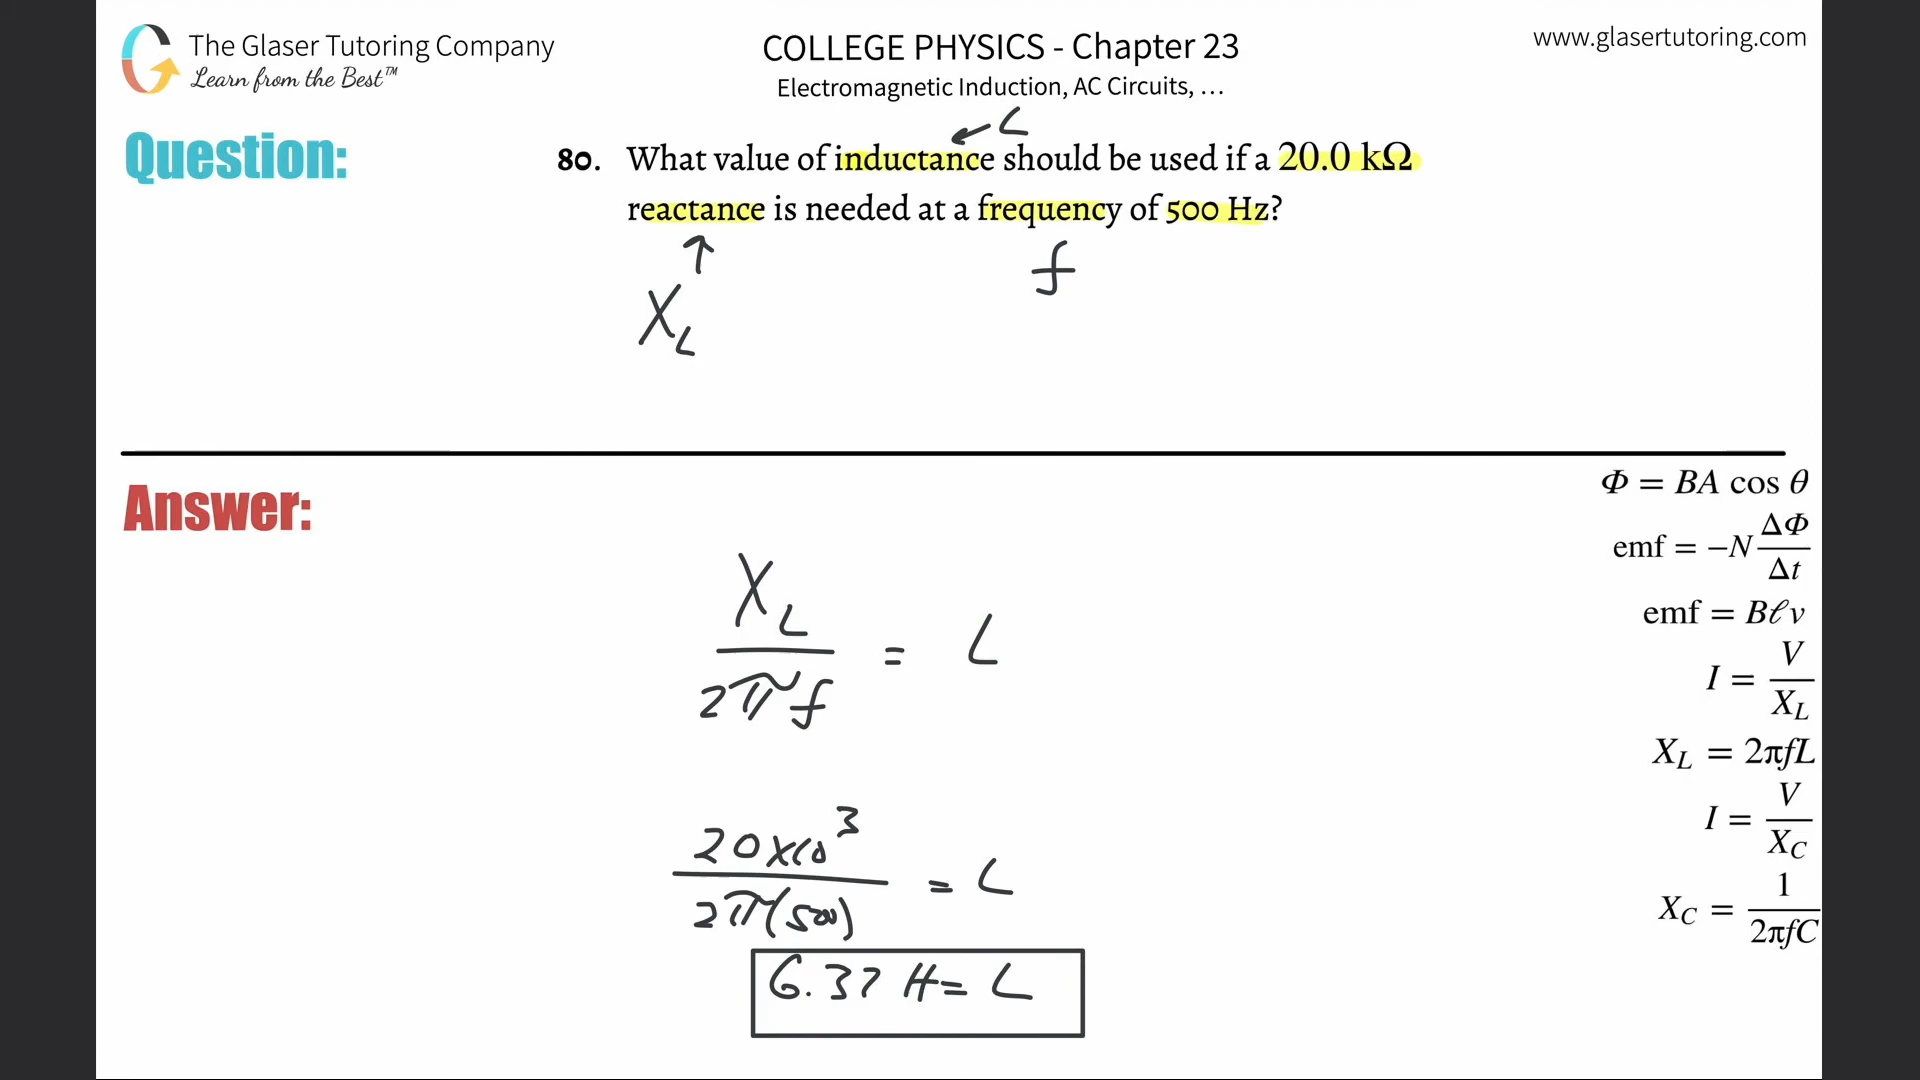 The Glaser Tutoring Company
Learn from the Best™
COLLEGE PHYSICS - Chapter 23
Electromagnetic Induction, AC Circuits, ...
www.glasertutoring.com
Question:
L
80. What value of inductance should be used if a 20.0 kΩ
reactance is needed at a frequency of 500 Hz?
X_L
f
Answer:
X_L / 2πf = L
20x10^3 / 2π(500) = L
6.37 H = L
Φ = BA cos θ
emf = −N ΔΦ/Δt
emf = Bℓv
I = V/X_L
X_L = 2πfL
I = V/X_C
X_C = 1/2πfC